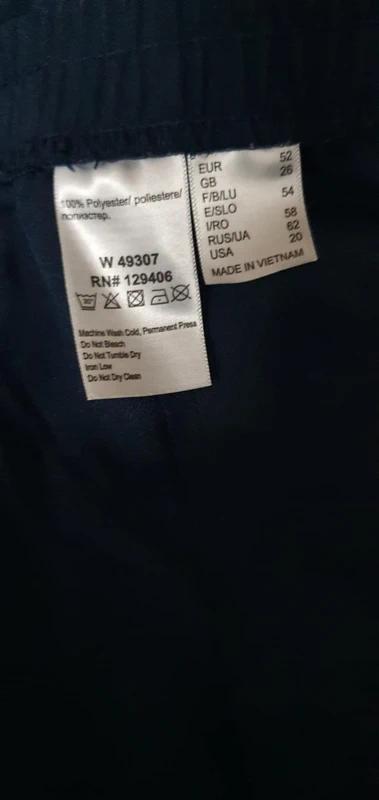 100% Polyester/ poliestere/
полиэстер.
W 49307
RN# 129406
30°
Machine Wash Cold, Permanent Press
Do Not Bleach
Do Not Tumble Dry
Iron Low
Do Not Dry Clean
EUR 52
GB 26
F/B/LU 54
E/SLO
I/RO 58
RUS/UA 62
USA 20
MADE IN VIETNAM